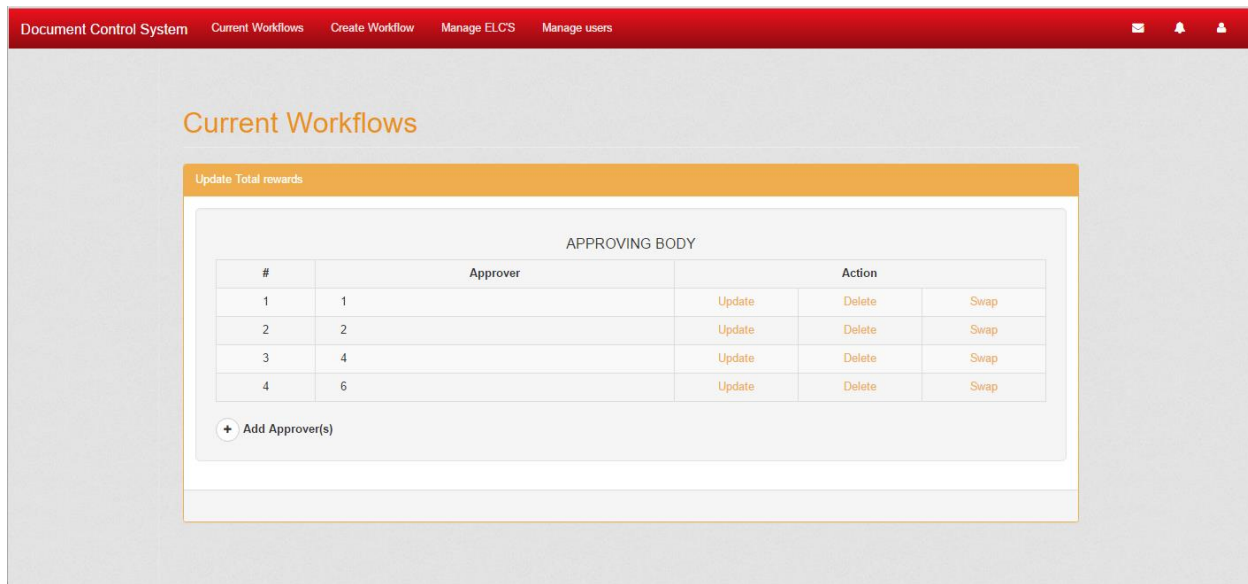 Document Control System Current Workflows Create Workflow Manage ELC'S Manage users
Current Workflows
Update Total rewards
APPROVING BODY
# Approver Action
1 1 Update Delete Swap
2 2 Update Delete Swap
3 4 Update Delete Swap
4 6 Update Delete Swap
+ Add Approver(s)